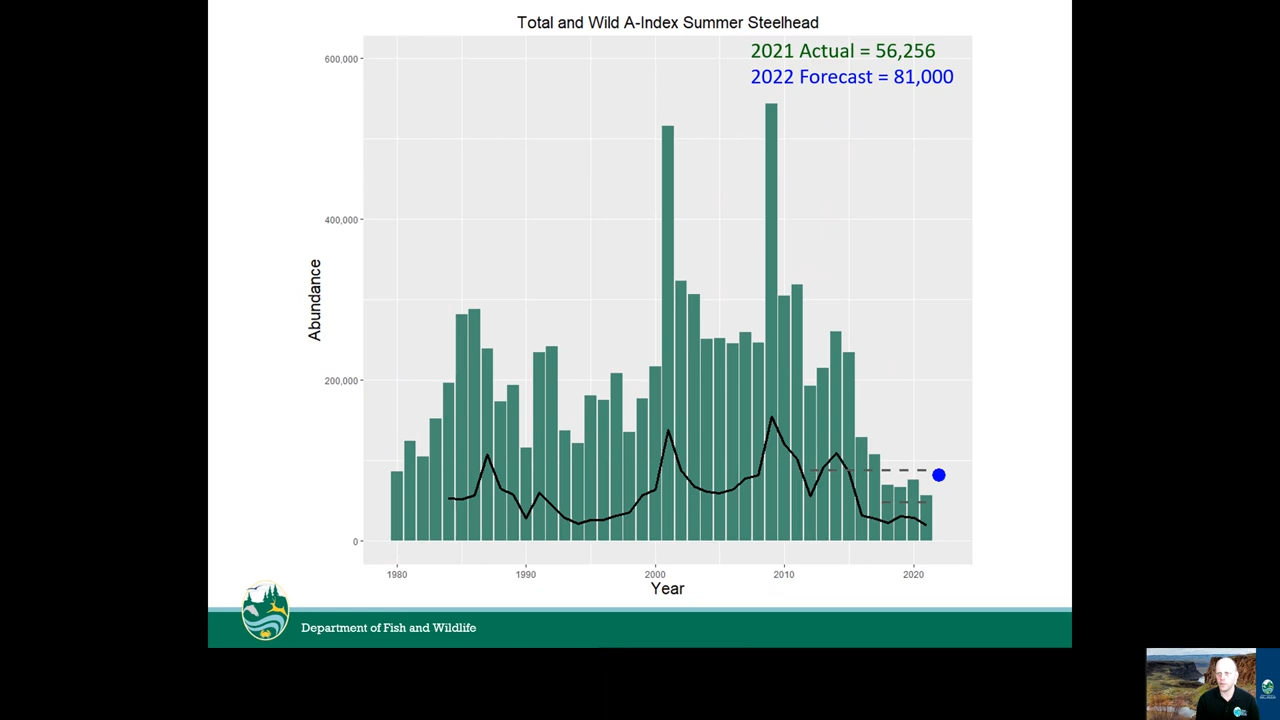 Total and Wild A-Index Summer Steelhead
2021 Actual = 56,256
2022 Forecast = 81,000
600,000
400,000
200,000
0
Abundance
1980
1990
2000
2010
2020
Year
Department of Fish and Wildlife